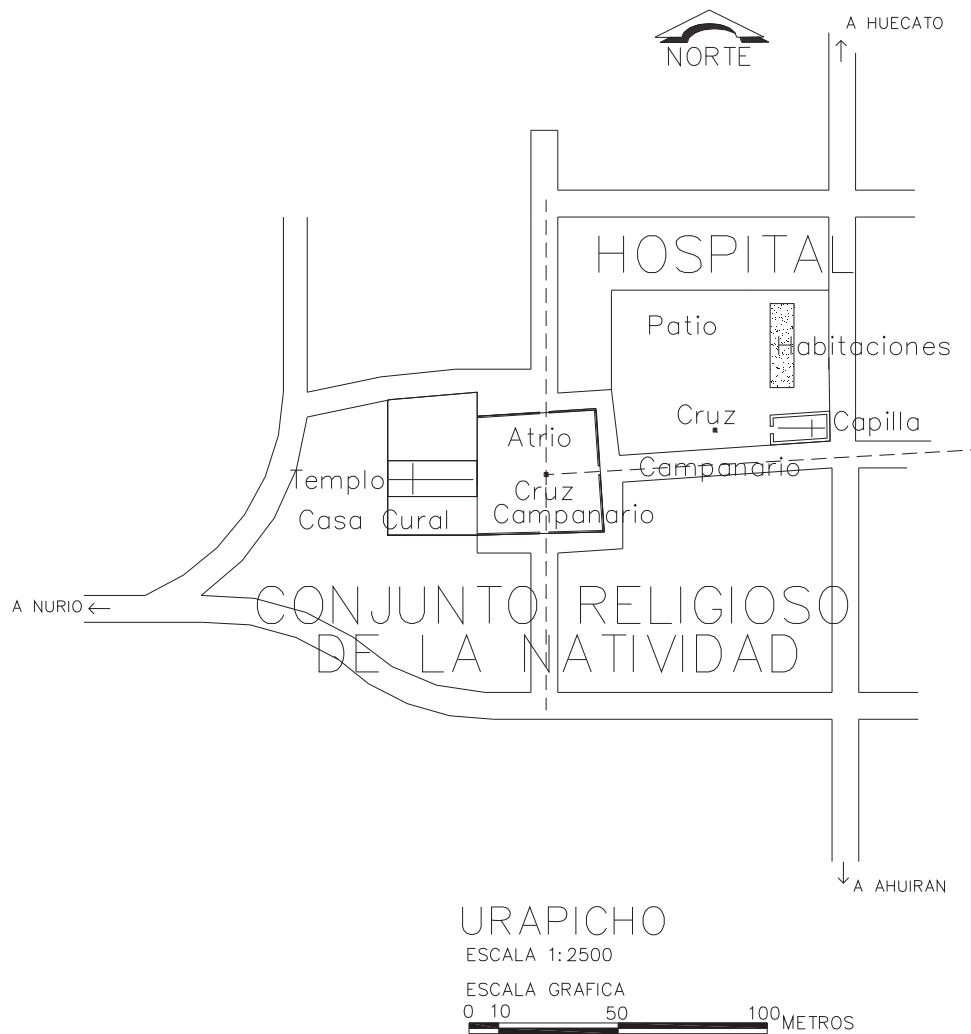 A HUECATO
NORTE
HOSPITAL
Patio
Habitaciones
Cruz
Capilla
Atrio
Campanario
Templo
Cruz
Casa Cural
Campanario
CONJUNTO RELIGIOSO
A NURIO
DE LA NATIVIDAD
A AHUIRAN
URAPICHO
ESCALA 1:2500
ESCALA GRAFICA
0 10 50 100 METROS